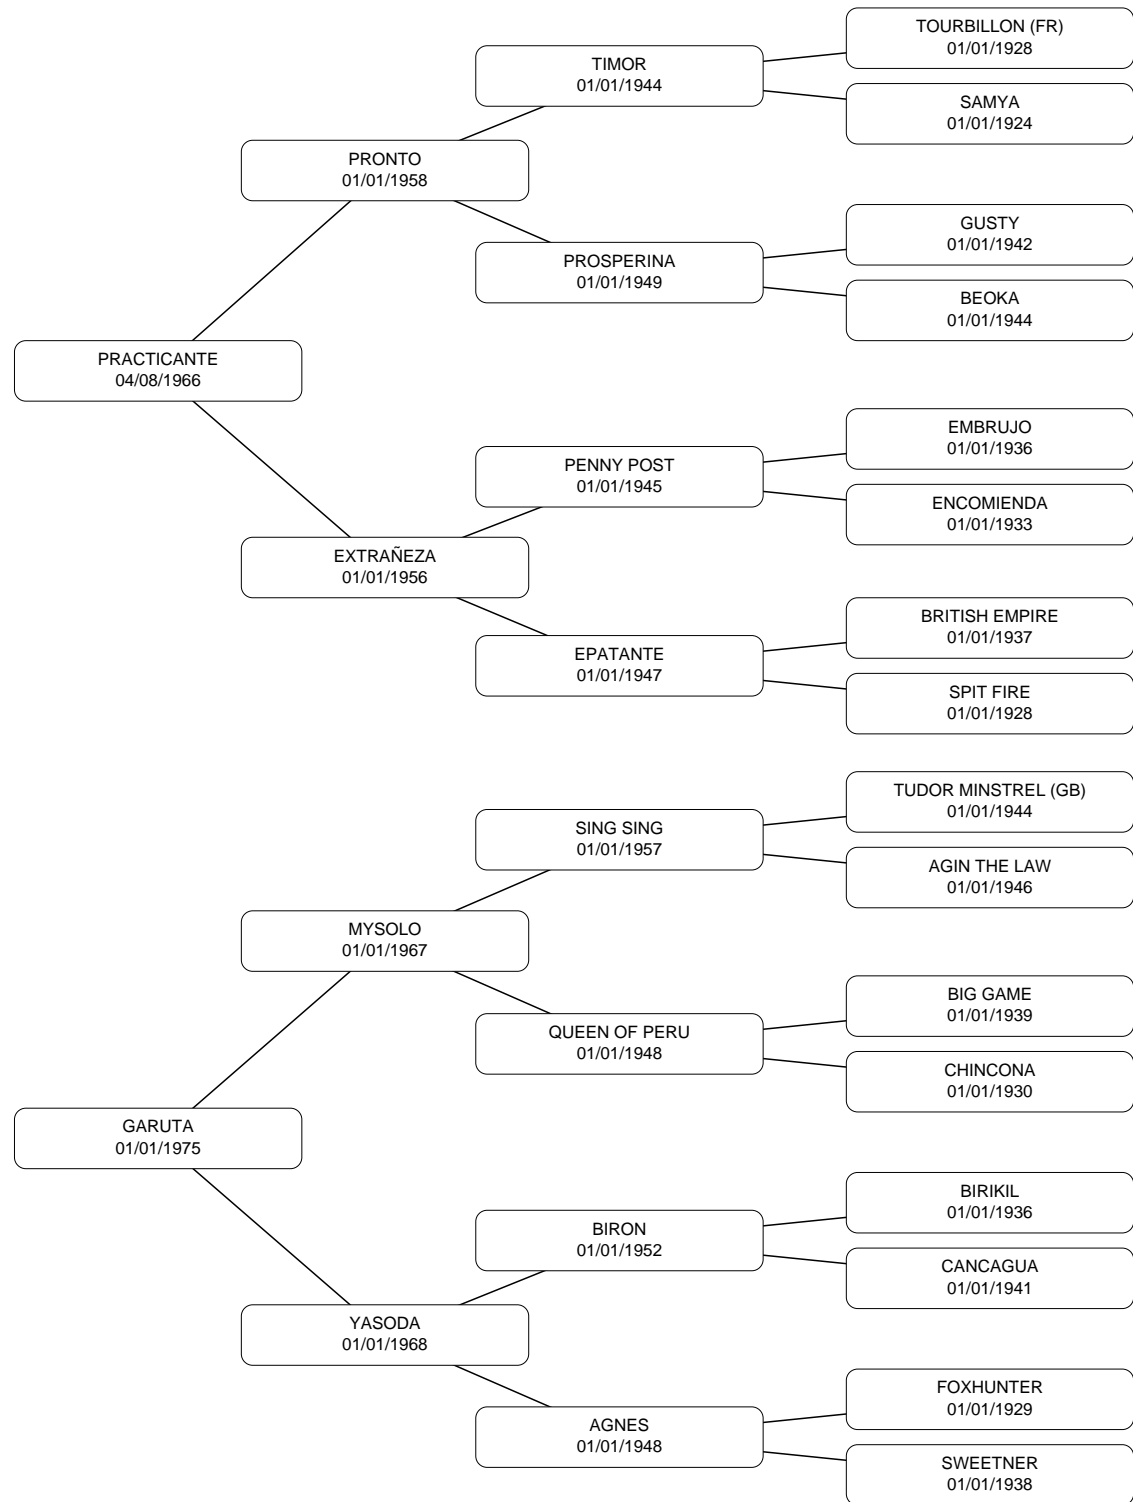 TOURBILLON (FR)
01/01/1928
TIMOR
01/01/1944
SAMYA
01/01/1924
PRONTO
01/01/1958
GUSTY
01/01/1942
PROSPERINA
01/01/1949
BEOKA
01/01/1944
PRACTICANTE
04/08/1966
EMBRUJO
01/01/1936
PENNY POST
01/01/1945
ENCOMIENDA
01/01/1933
EXTRAÑEZA
01/01/1956
BRITISH EMPIRE
01/01/1937
EPATANTE
01/01/1947
SPIT FIRE
01/01/1928
TUDOR MINSTREL (GB)
01/01/1944
SING SING
01/01/1957
AGIN THE LAW
01/01/1946
MYSOLO
01/01/1967
BIG GAME
01/01/1939
QUEEN OF PERU
01/01/1948
CHINCONA
01/01/1930
GARUTA
01/01/1975
BIRIKIL
01/01/1936
BIRON
01/01/1952
CANCAGUA
01/01/1941
YASODA
01/01/1968
FOXHUNTER
01/01/1929
AGNES
01/01/1948
SWEETNER
01/01/1938